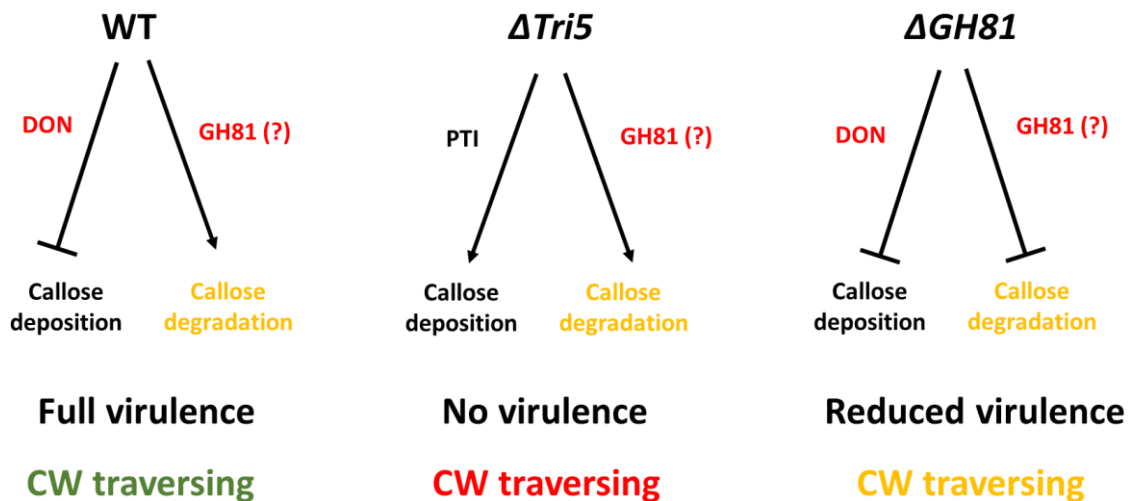 WT
DON
GH81 (?)
Callose
deposition
Callose
degradation
Full virulence
CW traversing
ΔTri5
PTI
GH81 (?)
Callose
deposition
Callose
degradation
No virulence
CW traversing
ΔGH81
DON
GH81 (?)
Callose
deposition
Callose
degradation
Reduced virulence
CW traversing